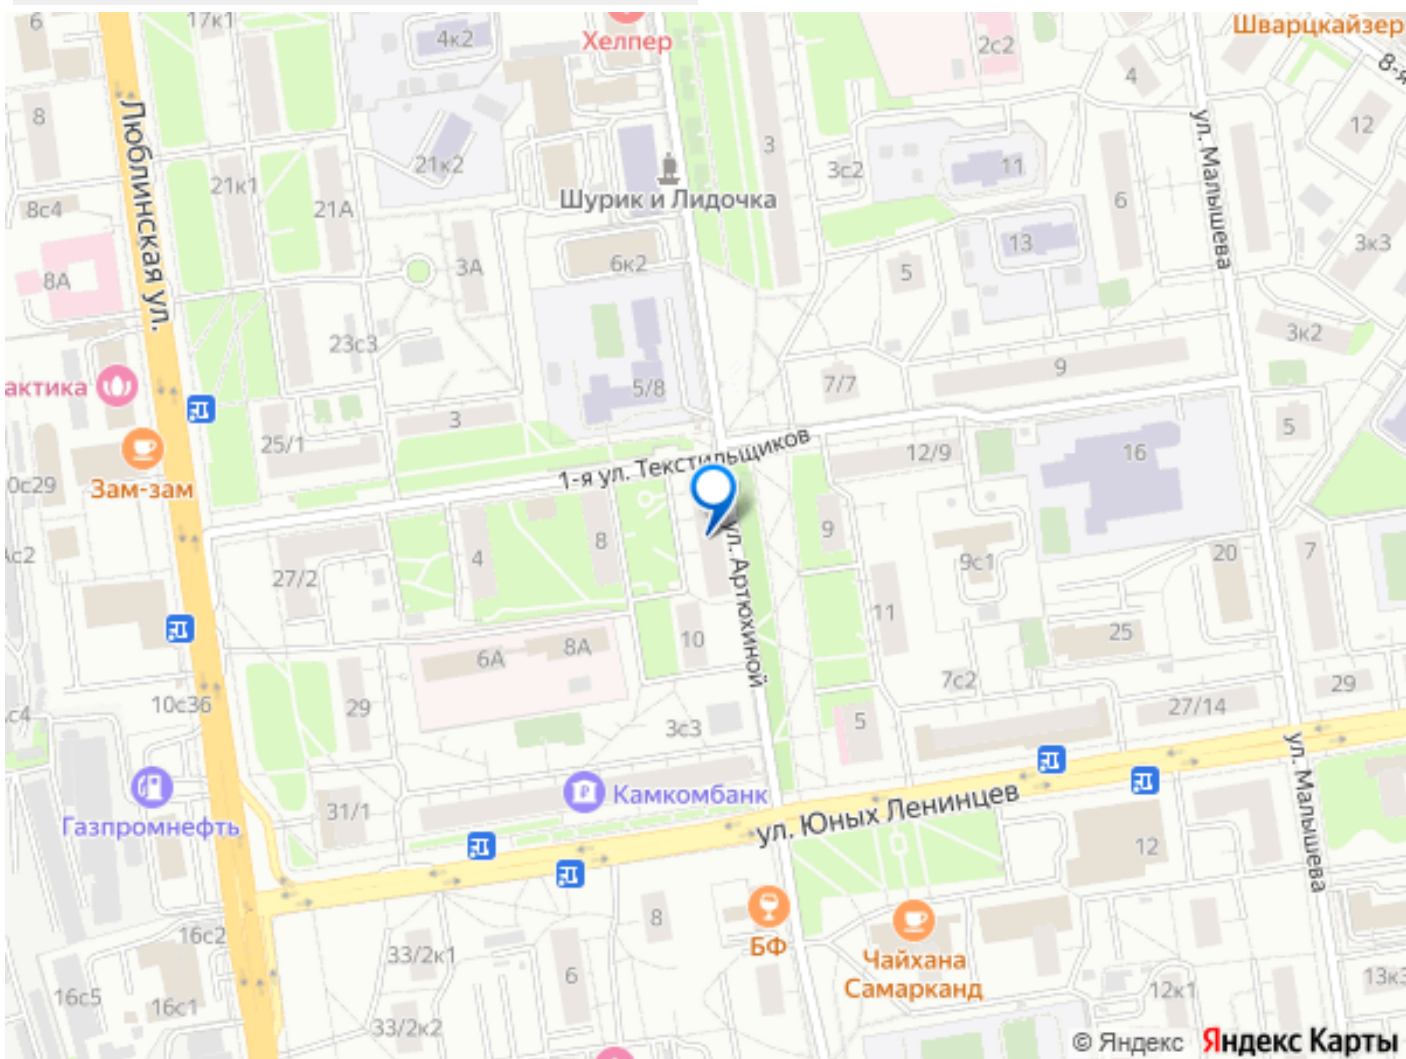 6
17к1
4к2
Хелпер
2с2
Шварцкайзер
8-я
4
8
Люблинская ул.
21к2
3
3с2
11
ул. Малышева
12
21к1
21А
Шурик и Лидочка
6
8с4
8А
3А
6к2
5
13
3к3
23с3
3к2
актика
5/8
7/7
9
3
25/1
1-я ул. Текстильщиков
12/9
16
5
Зам-зам
0с29
27/2
4
8
ул. Артюхиной
9
9с1
20
7
с2
11
10
25
6А
8А
29
7с2
29
10с36
с4
3с3
5
27/14
ул. Малышева
Газпромнефть
31/1
Камкомбанк
ул. Юных Ленинцев
12
16с2
33/2к1
8
БФ
Чайхана
Самарканд
6
16с5
16с1
33/2к2
12к1
13к3
© Яндекс Яндекс Карты